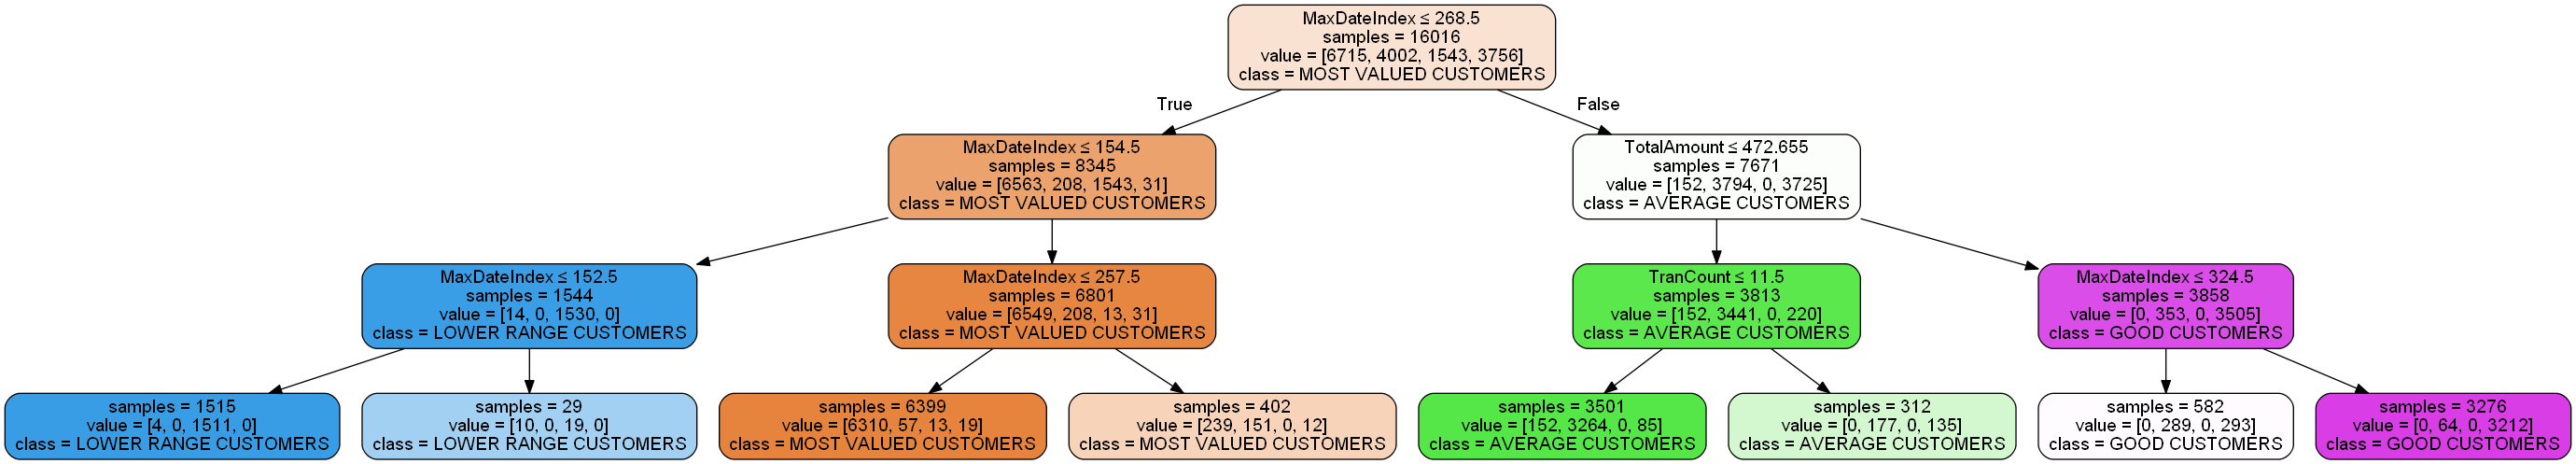 MaxDateIndex ≤ 268.5
samples = 16016
value = [6715, 4002, 1543, 3756]
class = MOST VALUED CUSTOMERS
True
False
MaxDateIndex ≤ 154.5
samples = 8345
value = [6563, 208, 1543, 31]
class = MOST VALUED CUSTOMERS
TotalAmount ≤ 472.655
samples = 7671
value = [152, 3794, 0, 3725]
class = AVERAGE CUSTOMERS
MaxDateIndex ≤ 152.5
samples = 1544
value = [14, 0, 1530, 0]
class = LOWER RANGE CUSTOMERS
MaxDateIndex ≤ 257.5
samples = 6801
value = [6549, 208, 13, 31]
class = MOST VALUED CUSTOMERS
TranCount ≤ 11.5
samples = 3813
value = [152, 3441, 0, 220]
class = AVERAGE CUSTOMERS
MaxDateIndex ≤ 324.5
samples = 3858
value = [0, 353, 0, 3505]
class = GOOD CUSTOMERS
samples = 1515
value = [4, 0, 1511, 0]
class = LOWER RANGE CUSTOMERS
samples = 29
value = [10, 0, 19, 0]
class = LOWER RANGE CUSTOMERS
samples = 6399
value = [6310, 57, 13, 19]
class = MOST VALUED CUSTOMERS
samples = 402
value = [239, 151, 0, 12]
class = MOST VALUED CUSTOMERS
samples = 3501
value = [152, 3264, 0, 85]
class = AVERAGE CUSTOMERS
samples = 312
value = [0, 177, 0, 135]
class = AVERAGE CUSTOMERS
samples = 582
value = [0, 289, 0, 293]
class = GOOD CUSTOMERS
samples = 3276
value = [0, 64, 0, 3212]
class = GOOD CUSTOMERS